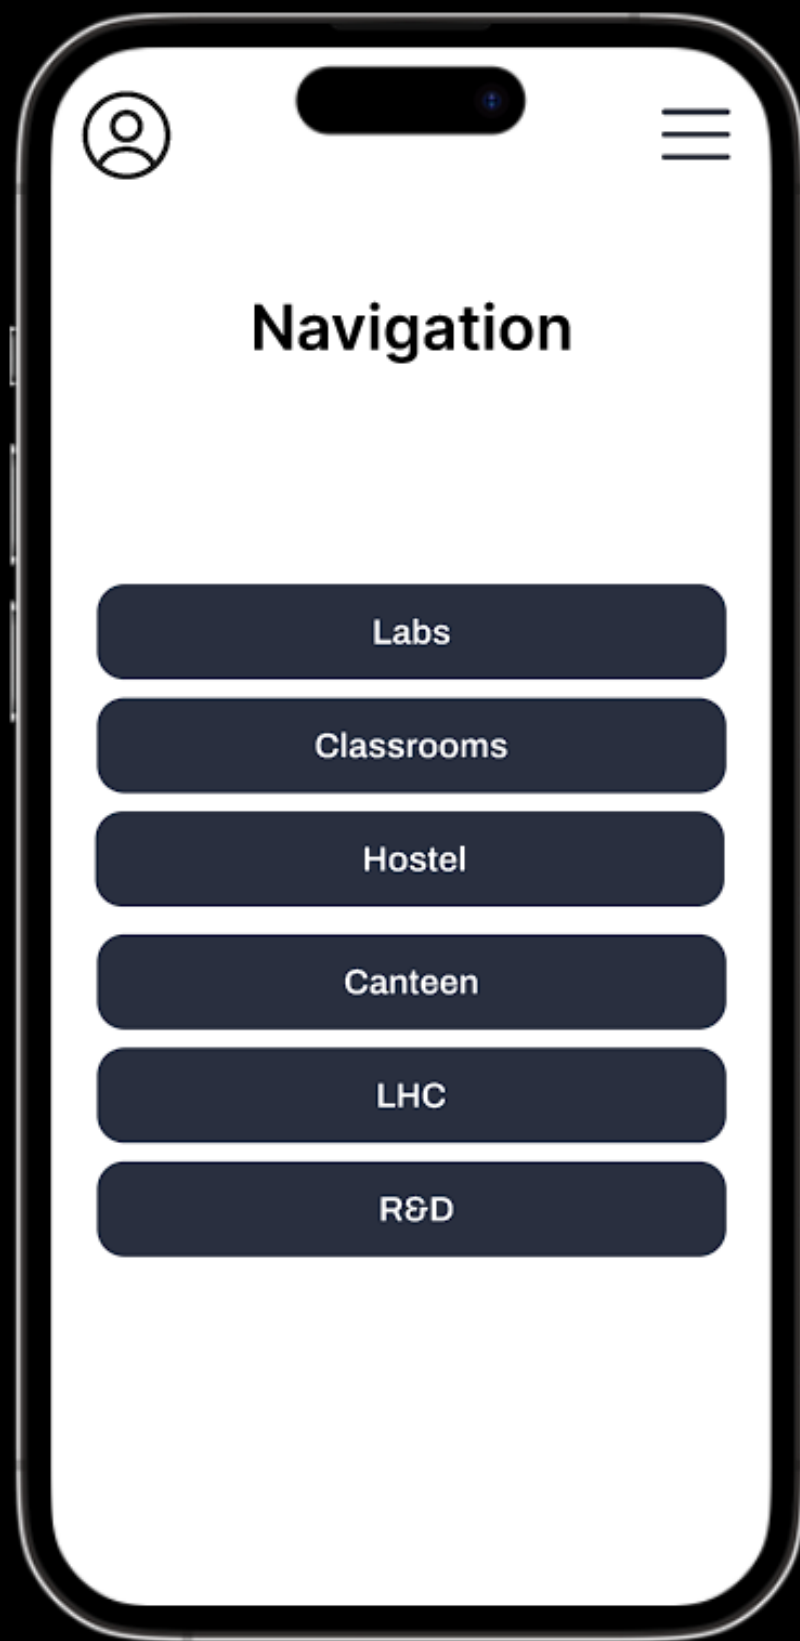 Navigation
Labs
Classrooms
Hostel
Canteen
LHC
R&D